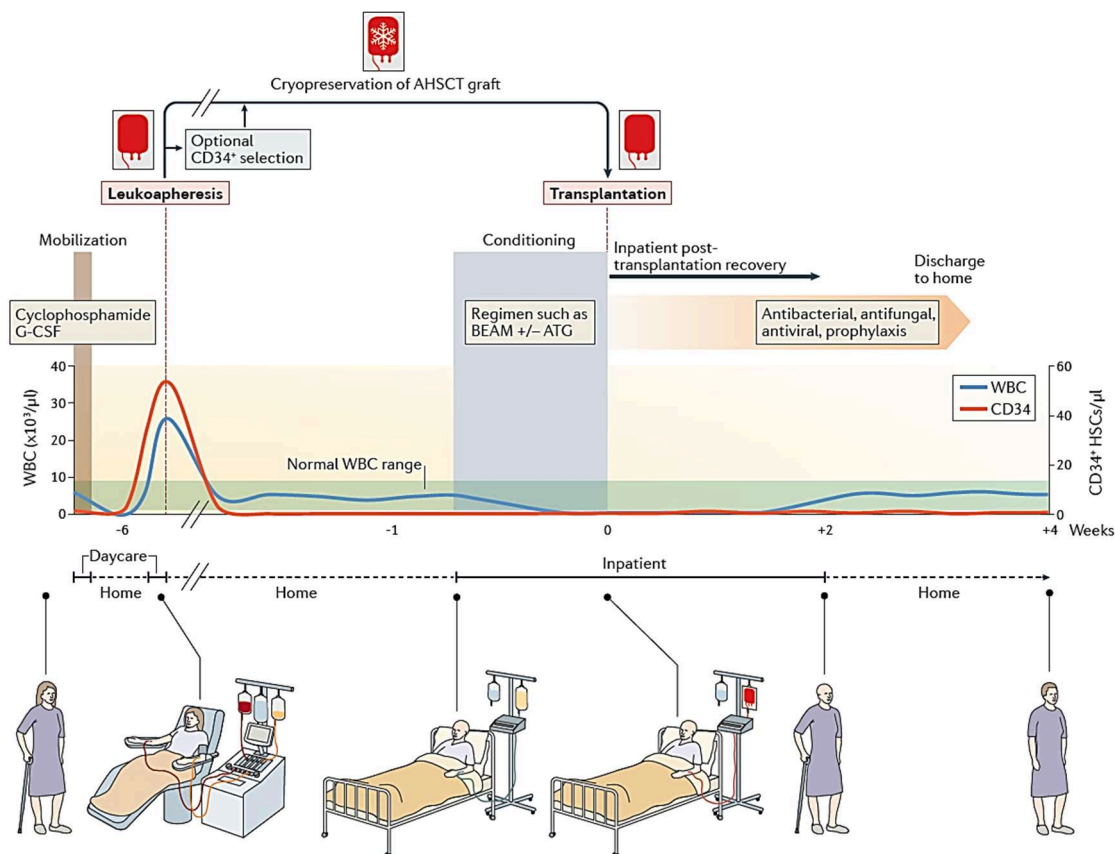 Cryopreservation of AHSCT graft
Optional
CD34⁺ selection
Leukoapheresis
Transplantation
Mobilization
Conditioning
Inpatient post-
transplantation recovery
Discharge
to home
Cyclophosphamide
G-CSF
Regimen such as
BEAM +/– ATG
Antibacterial, antifungal,
antiviral, prophylaxis
WBC (x10³/µl)
40
30
20
10
0
Normal WBC range
WBC
CD34
60
40
20
0
CD34⁺ HSCs/µl
-6
-1
0
+2
+4
Weeks
Daycare
Home
Home
Inpatient
Home